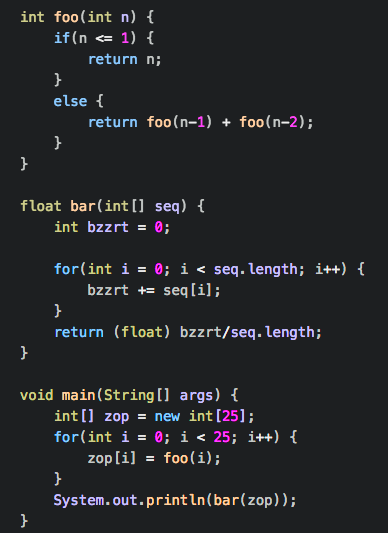 int foo(int n) {
    if(n <= 1) {
        return n;
    }
    else {
        return foo(n-1) + foo(n-2);
    }
}

float bar(int[] seq) {
    int bzzrt = 0;

    for(int i = 0; i < seq.length; i++) {
        bzzrt += seq[i];
    }
    return (float) bzzrt/seq.length;
}

void main(String[] args) {
    int[] zop = new int[25];
    for(int i = 0; i < 25; i++) {
        zop[i] = foo(i);
    }
    System.out.println(bar(zop));
}